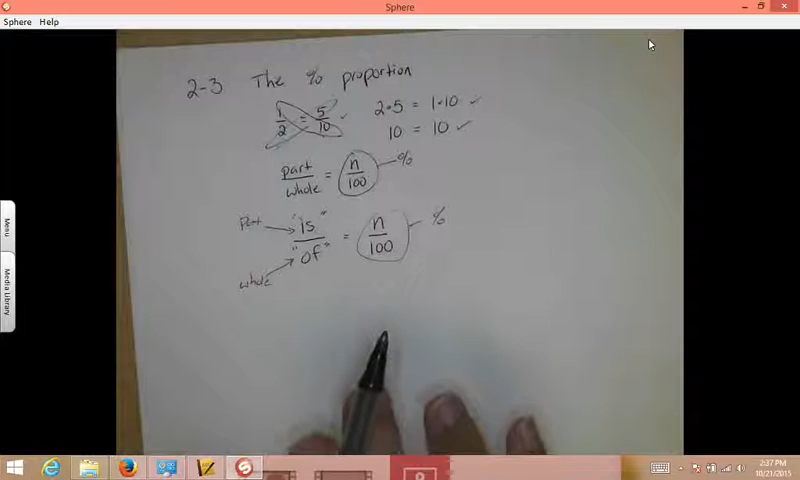 Sphere
Sphere Help
2-3 The % proportion
1/2 = 5/10 ✓ 2•5 = 1•10 ✓
10 = 10 ✓
part/whole = n/100 %
part "is"/"of" = n/100 %
whole
Menu
Media Library
2:37 PM
10/21/2015